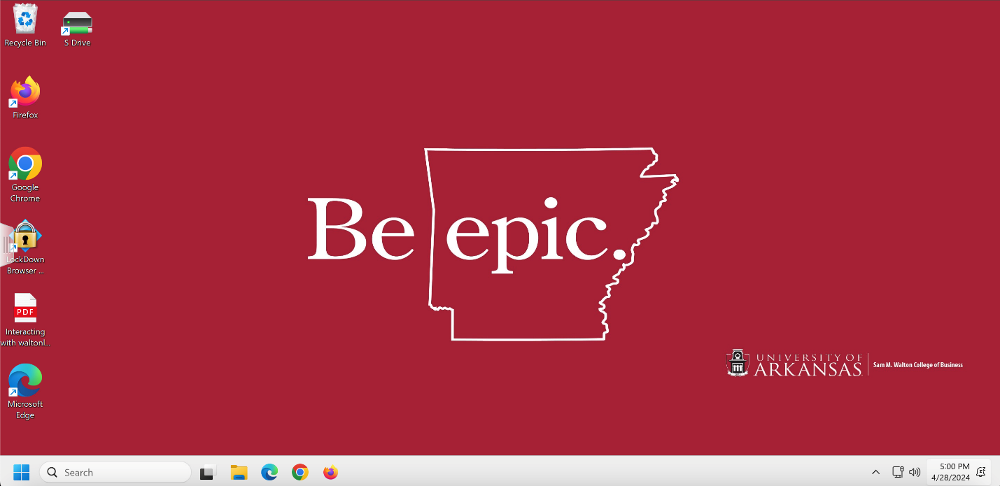 Recycle Bin
S Drive
Firefox
Google
Chrome
LockDown
Browser ...
PDF
Interacting
with waltonl...
Microsoft
Edge
Be epic.
UNIVERSITY OF
ARKANSAS
Sam M. Walton College of Business
Search
5:00 PM
4/28/2024